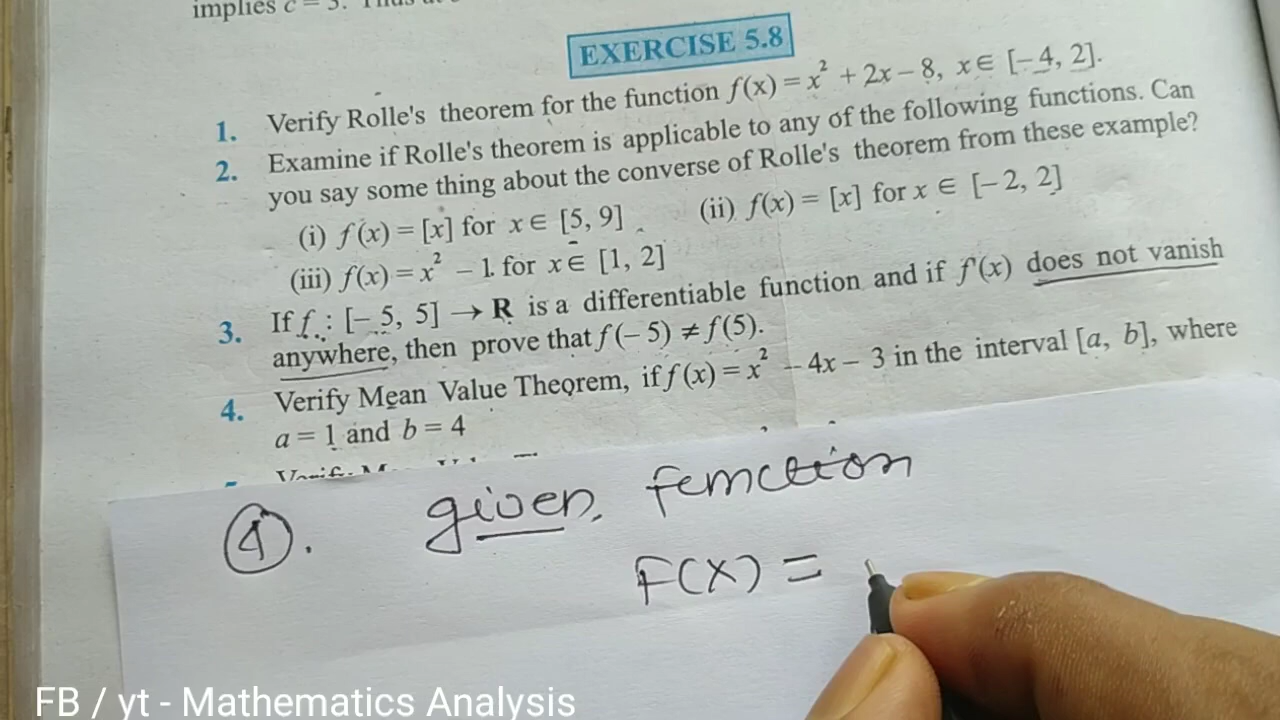 implies c = 3.
EXERCISE 5.8
1. Verify Rolle's theorem for the function f(x) = x² + 2x – 8, x ∈ [– 4, 2].
2. Examine if Rolle's theorem is applicable to any of the following functions. Can
you say some thing about the converse of Rolle's theorem from these example?
(i) f(x) = [x] for x ∈ [5, 9] (ii) f(x) = [x] for x ∈ [– 2, 2]
(iii) f(x) = x² – 1 for x ∈ [1, 2]
3. If f : [– 5, 5] → R is a differentiable function and if f′(x) does not vanish
anywhere, then prove that f(– 5) ≠ f(5).
4. Verify Mean Value Theorem, if f(x) = x² – 4x – 3 in the interval [a, b], where
a = 1 and b = 4
④. given function
F(x) =
FB / yt - Mathematics Analysis